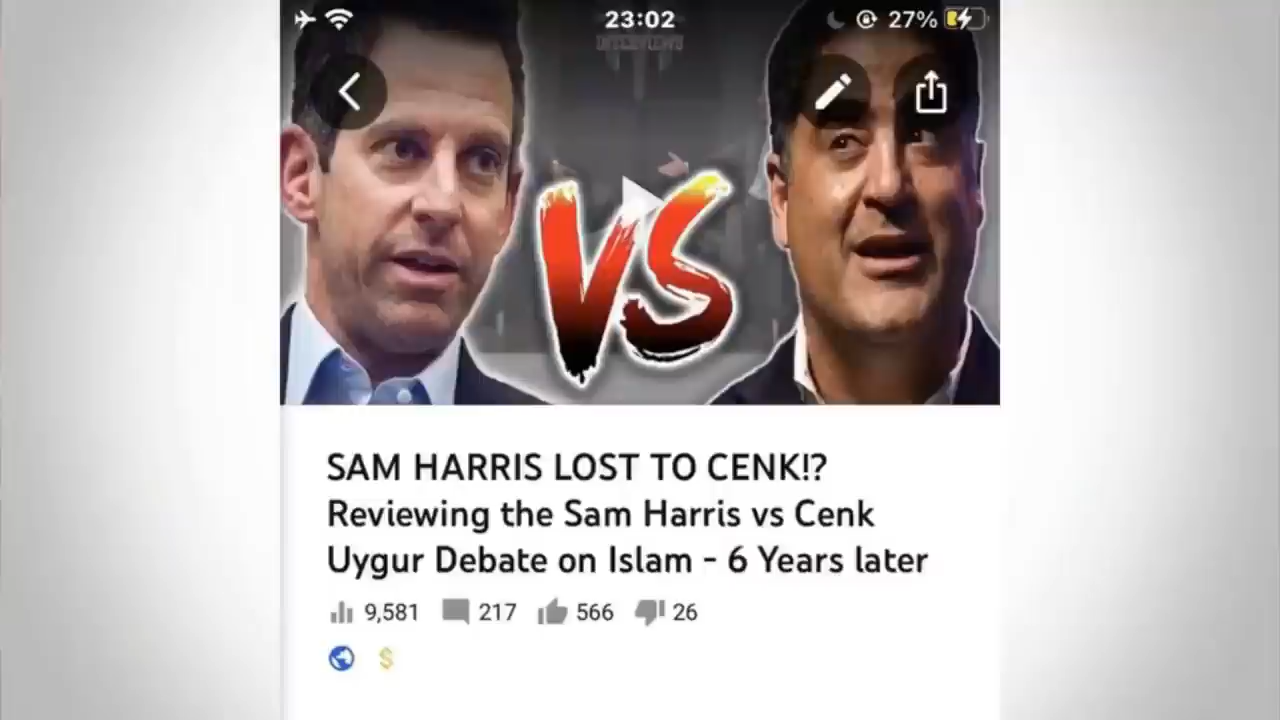 23:02
27%
VS
SAM HARRIS LOST TO CENK!?
Reviewing the Sam Harris vs Cenk
Uygur Debate on Islam - 6 Years later
9,581 217 566 26
$